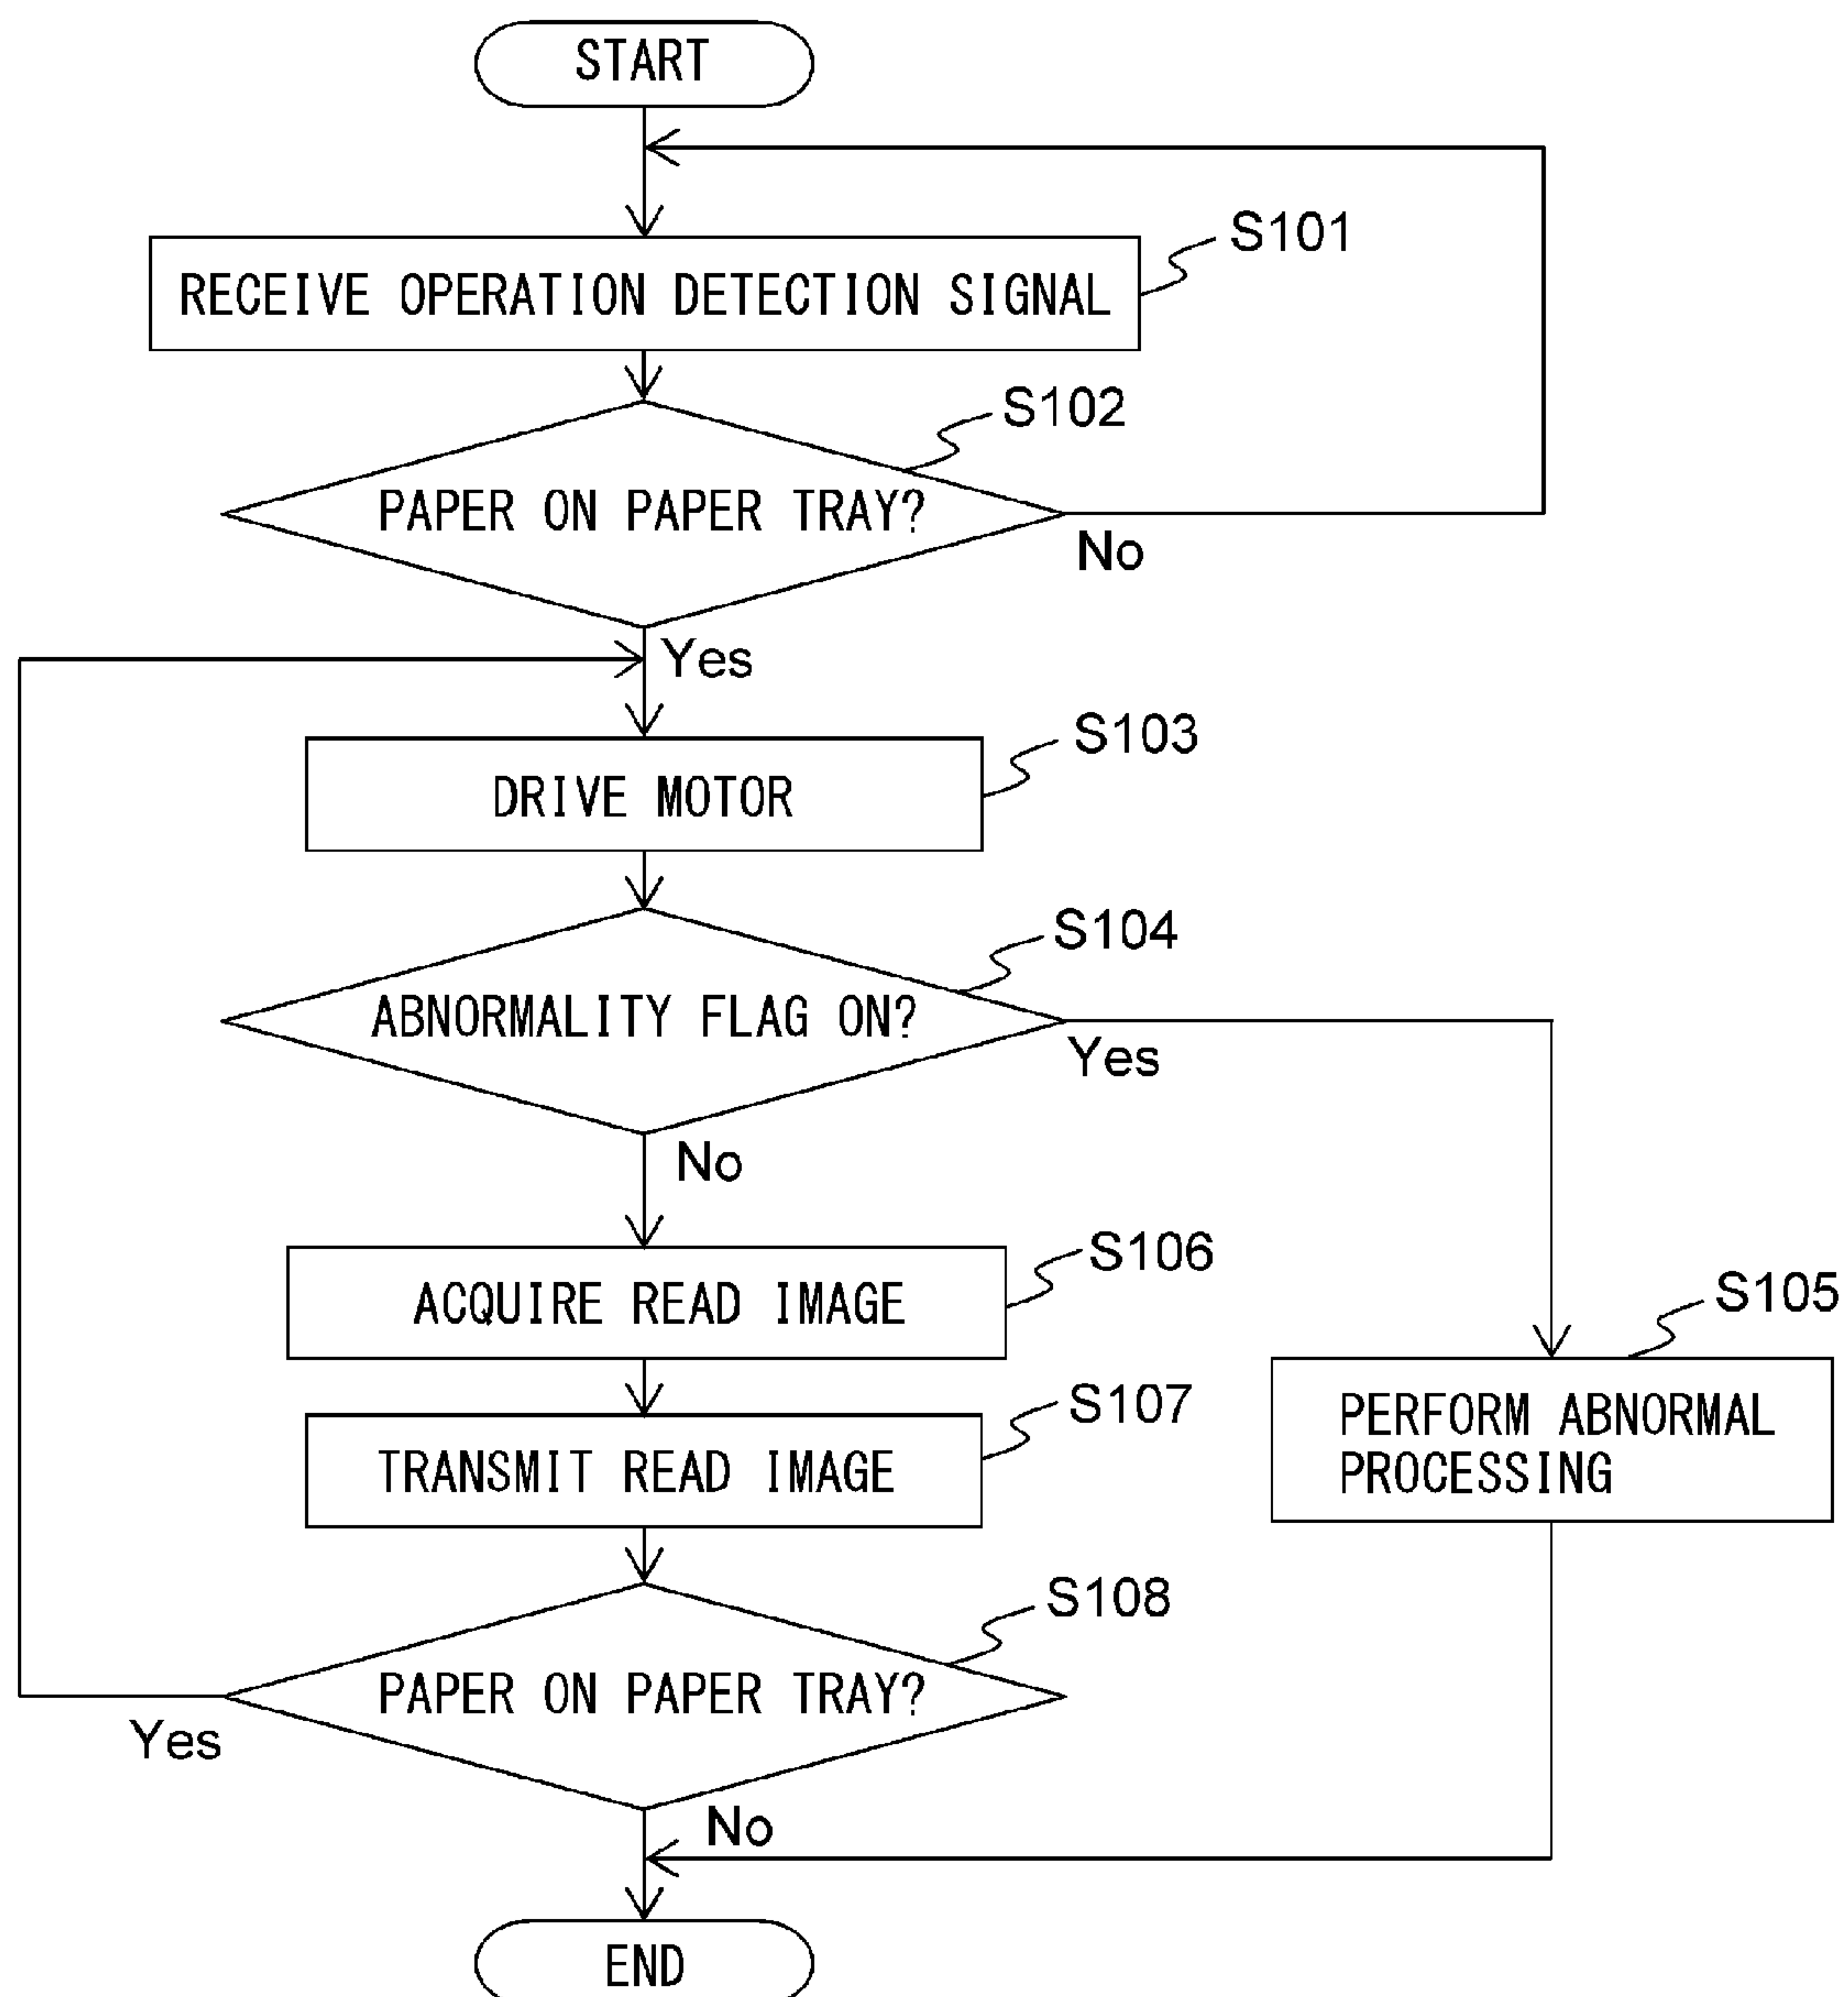 START
S101
RECEIVE OPERATION DETECTION SIGNAL
S102
PAPER ON PAPER TRAY?
No
Yes
S103
DRIVE MOTOR
S104
ABNORMALITY FLAG ON?
Yes
No
S106
ACQUIRE READ IMAGE
S105
PERFORM ABNORMAL
PROCESSING
S107
TRANSMIT READ IMAGE
S108
PAPER ON PAPER TRAY?
Yes
No
END